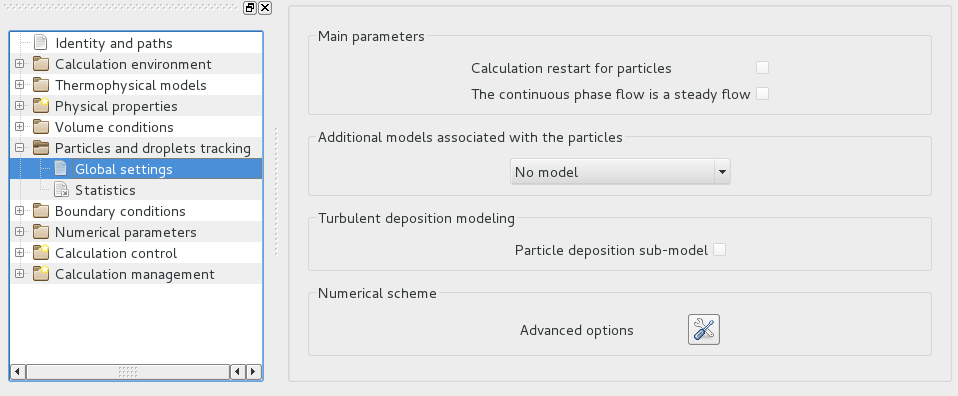 Identity and paths
Calculation environment
Thermophysical models
Physical properties
Volume conditions
Particles and droplets tracking
Global settings
Statistics
Boundary conditions
Numerical parameters
Calculation control
Calculation management
Main parameters
Calculation restart for particles
The continuous phase flow is a steady flow
Additional models associated with the particles
No model
Turbulent deposition modeling
Particle deposition sub-model
Numerical scheme
Advanced options